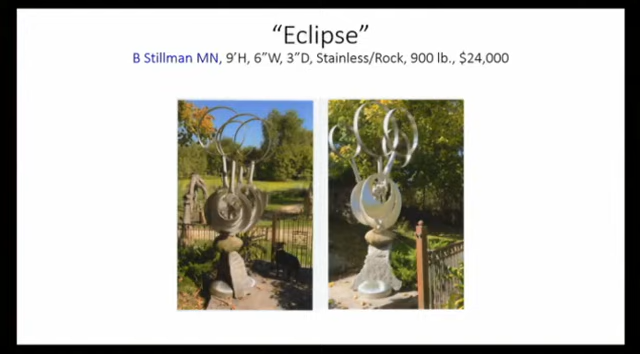 “Eclipse”
B Stillman MN, 9’H, 6”W, 3”D, Stainless/Rock, 900 lb., $24,000